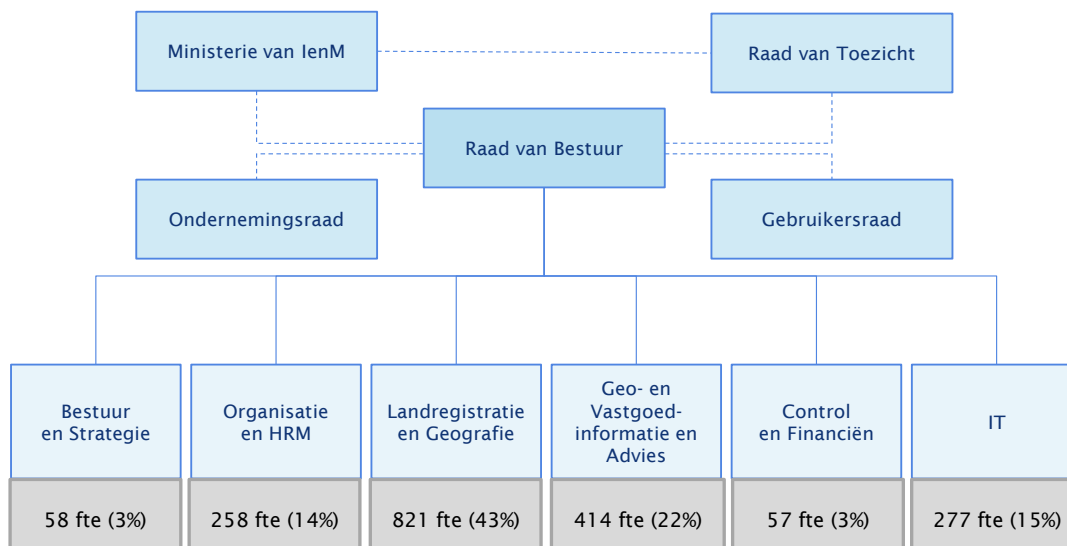 Ministerie van IenM
Raad van Toezicht
Raad van Bestuur
Ondernemingsraad
Gebruikersraad
Bestuur
en Strategie
Organisatie
en HRM
Landregistratie
en Geografie
Geo- en
Vastgoed-
informatie en
Advies
Control
en Financiën
IT
58 fte (3%)
258 fte (14%)
821 fte (43%)
414 fte (22%)
57 fte (3%)
277 fte (15%)